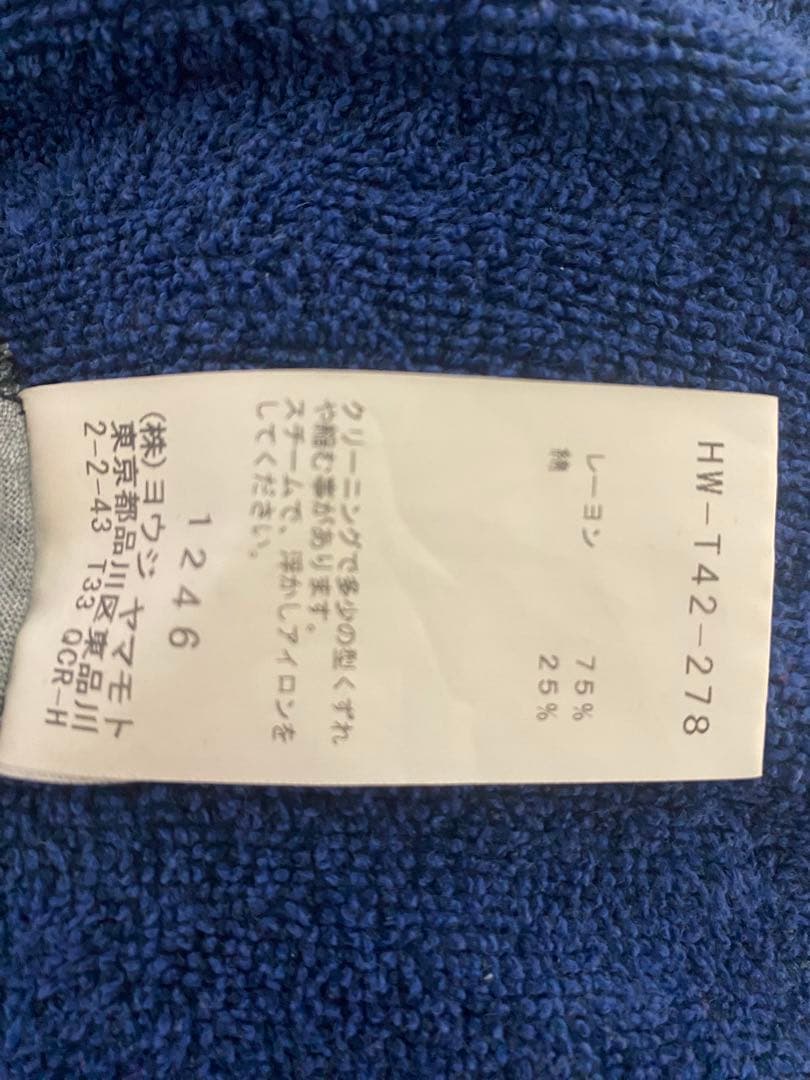 HW-T42-278
レーヨン 75%
綿 25%
クリーニングで多少の型くずれ
や縮む事があります。
スチームで、浮かしアイロンを
してください。
1246
(株)ヨウジ ヤマモト
東京都品川区東品川
2-2-43 T33 QCR-H